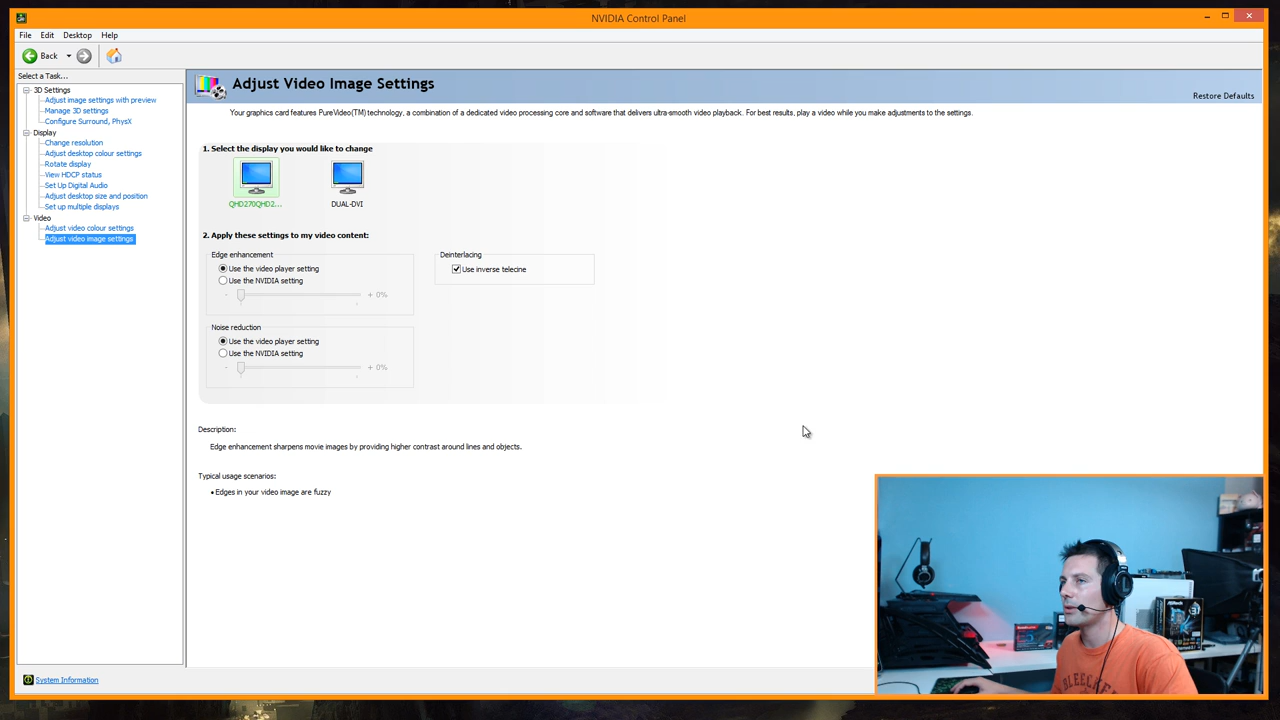 NVIDIA Control Panel
File Edit Desktop Help
Back
Select a Task...
3D Settings
Adjust image settings with preview
Manage 3D settings
Configure Surround, PhysX
Display
Change resolution
Adjust desktop colour settings
Rotate display
View HDCP status
Set Up Digital Audio
Adjust desktop size and position
Set up multiple displays
Video
Adjust video colour settings
Adjust video image settings
System Information
Adjust Video Image Settings
Restore Defaults
Your graphics card features PureVideo(TM) technology, a combination of a dedicated video processing core and software that delivers ultra-smooth video playback. For best results, play a video while you make adjustments to the settings.
1. Select the display you would like to change
QHD270QHD2... DUAL-DVI
2. Apply these settings to my video content:
Edge enhancement
Use the video player setting
Use the NVIDIA setting
- + 0%
Deinterlacing
Use inverse telecine
Noise reduction
Use the video player setting
Use the NVIDIA setting
- + 0%
Description:
Edge enhancement sharpens movie images by providing higher contrast around lines and objects.
Typical usage scenarios:
• Edges in your video image are fuzzy